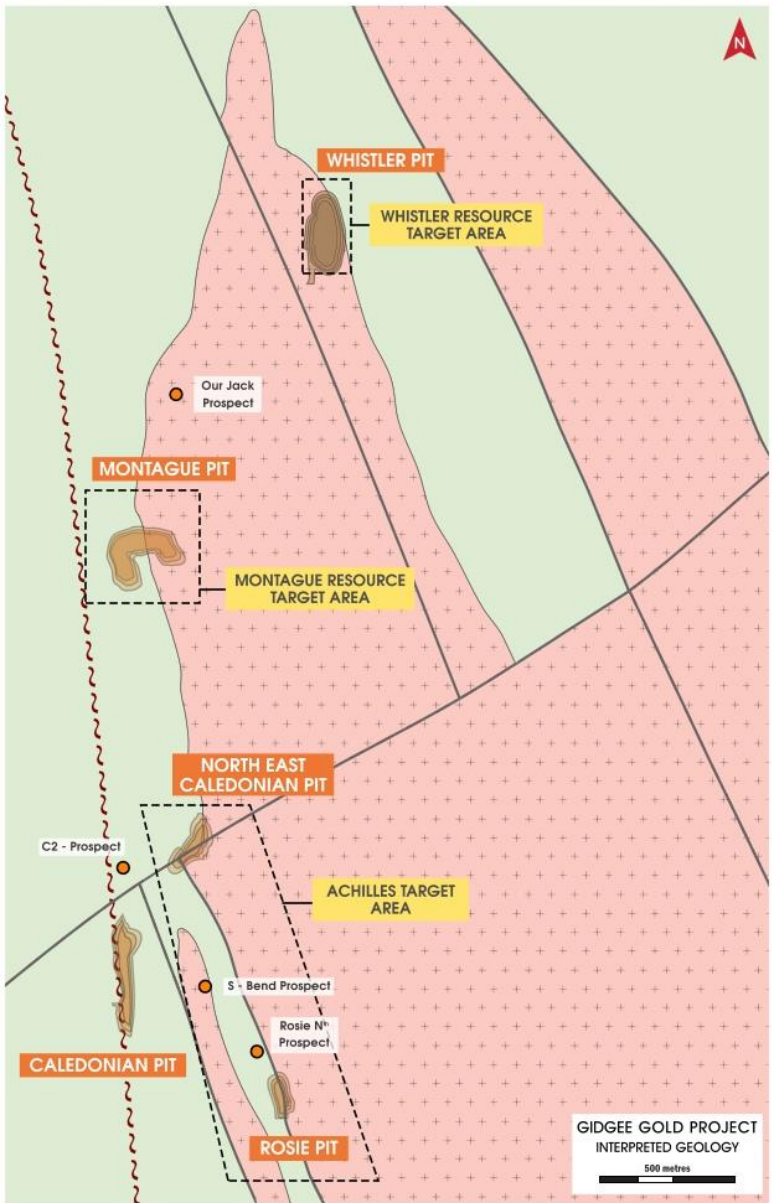 N
WHISTLER PIT
WHISTLER RESOURCE
TARGET AREA
Our Jack
Prospect
MONTAGUE PIT
MONTAGUE RESOURCE
TARGET AREA
NORTH EAST
CALEDONIAN PIT
C2 - Prospect
ACHILLES TARGET
AREA
S - Bend Prospect
Rosie Nth
Prospect
CALEDONIAN PIT
ROSIE PIT
GIDGEE GOLD PROJECT
INTERPRETED GEOLOGY
500 metres